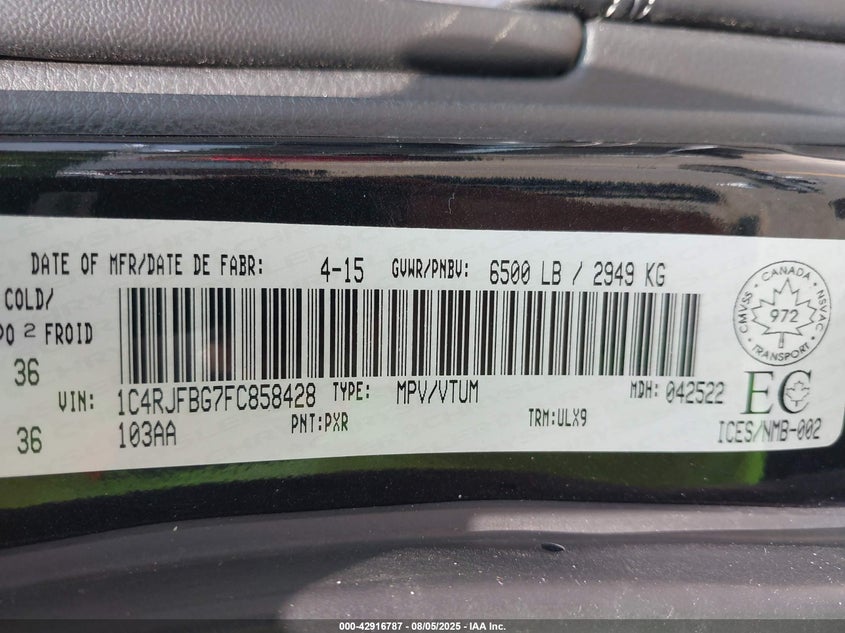 DATE OF MFR/DATE DE FABR: 4-15 GVWR/PNBV: 6500 LB / 2949 KG
COLD/
2 FROID
36
VIN: 1C4RJFBG7FC858428 TYPE: MPV/VTUM MDH: 042522
36
103AA PNT:PXR TRM:ULX9
CANADA
CMVSS NSVAC
972
TRANSPORT
EC
ICES/NMB-002
000-42916787 - 08/05/2025 - IAA Inc.